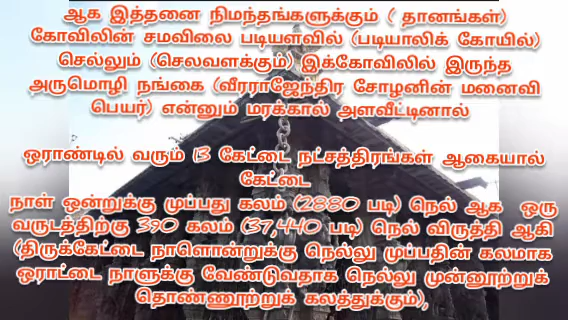 ஆக இத்தனை நிமந்தங்களுக்கும் ( தானங்கள்)
கோவிலின் சமவிலை படியளவில் (படியாலிக் கோயில்)
செல்லும் (செலவளக்கும்) இக்கோவிலில் இருந்த
அருமொழி நங்கை (வீரராஜேந்திர சோழனின் மனைவி
பெயர்) என்னும் மரக்கால் அளவீட்டினால்
ஒராண்டில் வரும் 13 கேட்டை நட்சத்திரங்கள் ஆகையால்
கேட்டை
நாள் ஒன்றுக்கு முப்பது கலம் (2880 படி) நெல் ஆக ஒரு
வருடத்திற்கு 390 கலம் (37,440 படி) நெல் விருத்தி ஆகி
(திருக்கேட்டை நாளொன்றுக்கு நெல்லு முப்பதின் கலமாக
ஒராட்டை நாளுக்கு வேண்டுவதாக நெல்லு முன்னூற்றுக்
தொண்ணூற்றுக் கலத்துக்கும்),